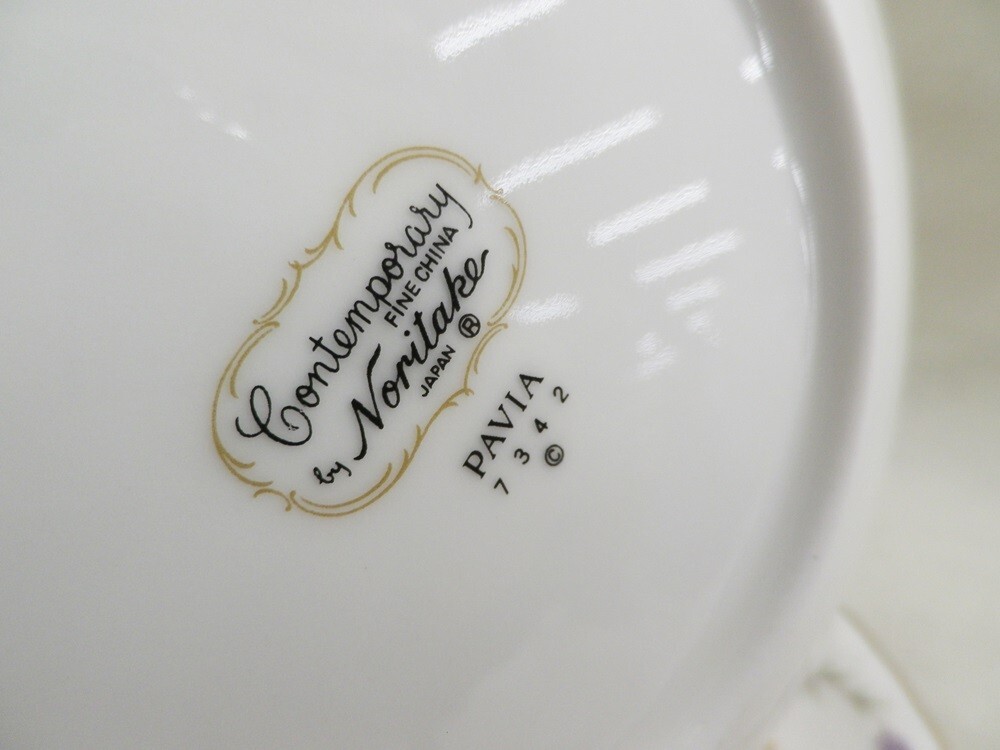 Contemporary
FINE CHINA
by Noritake ®
JAPAN
PAVIA
7342
©